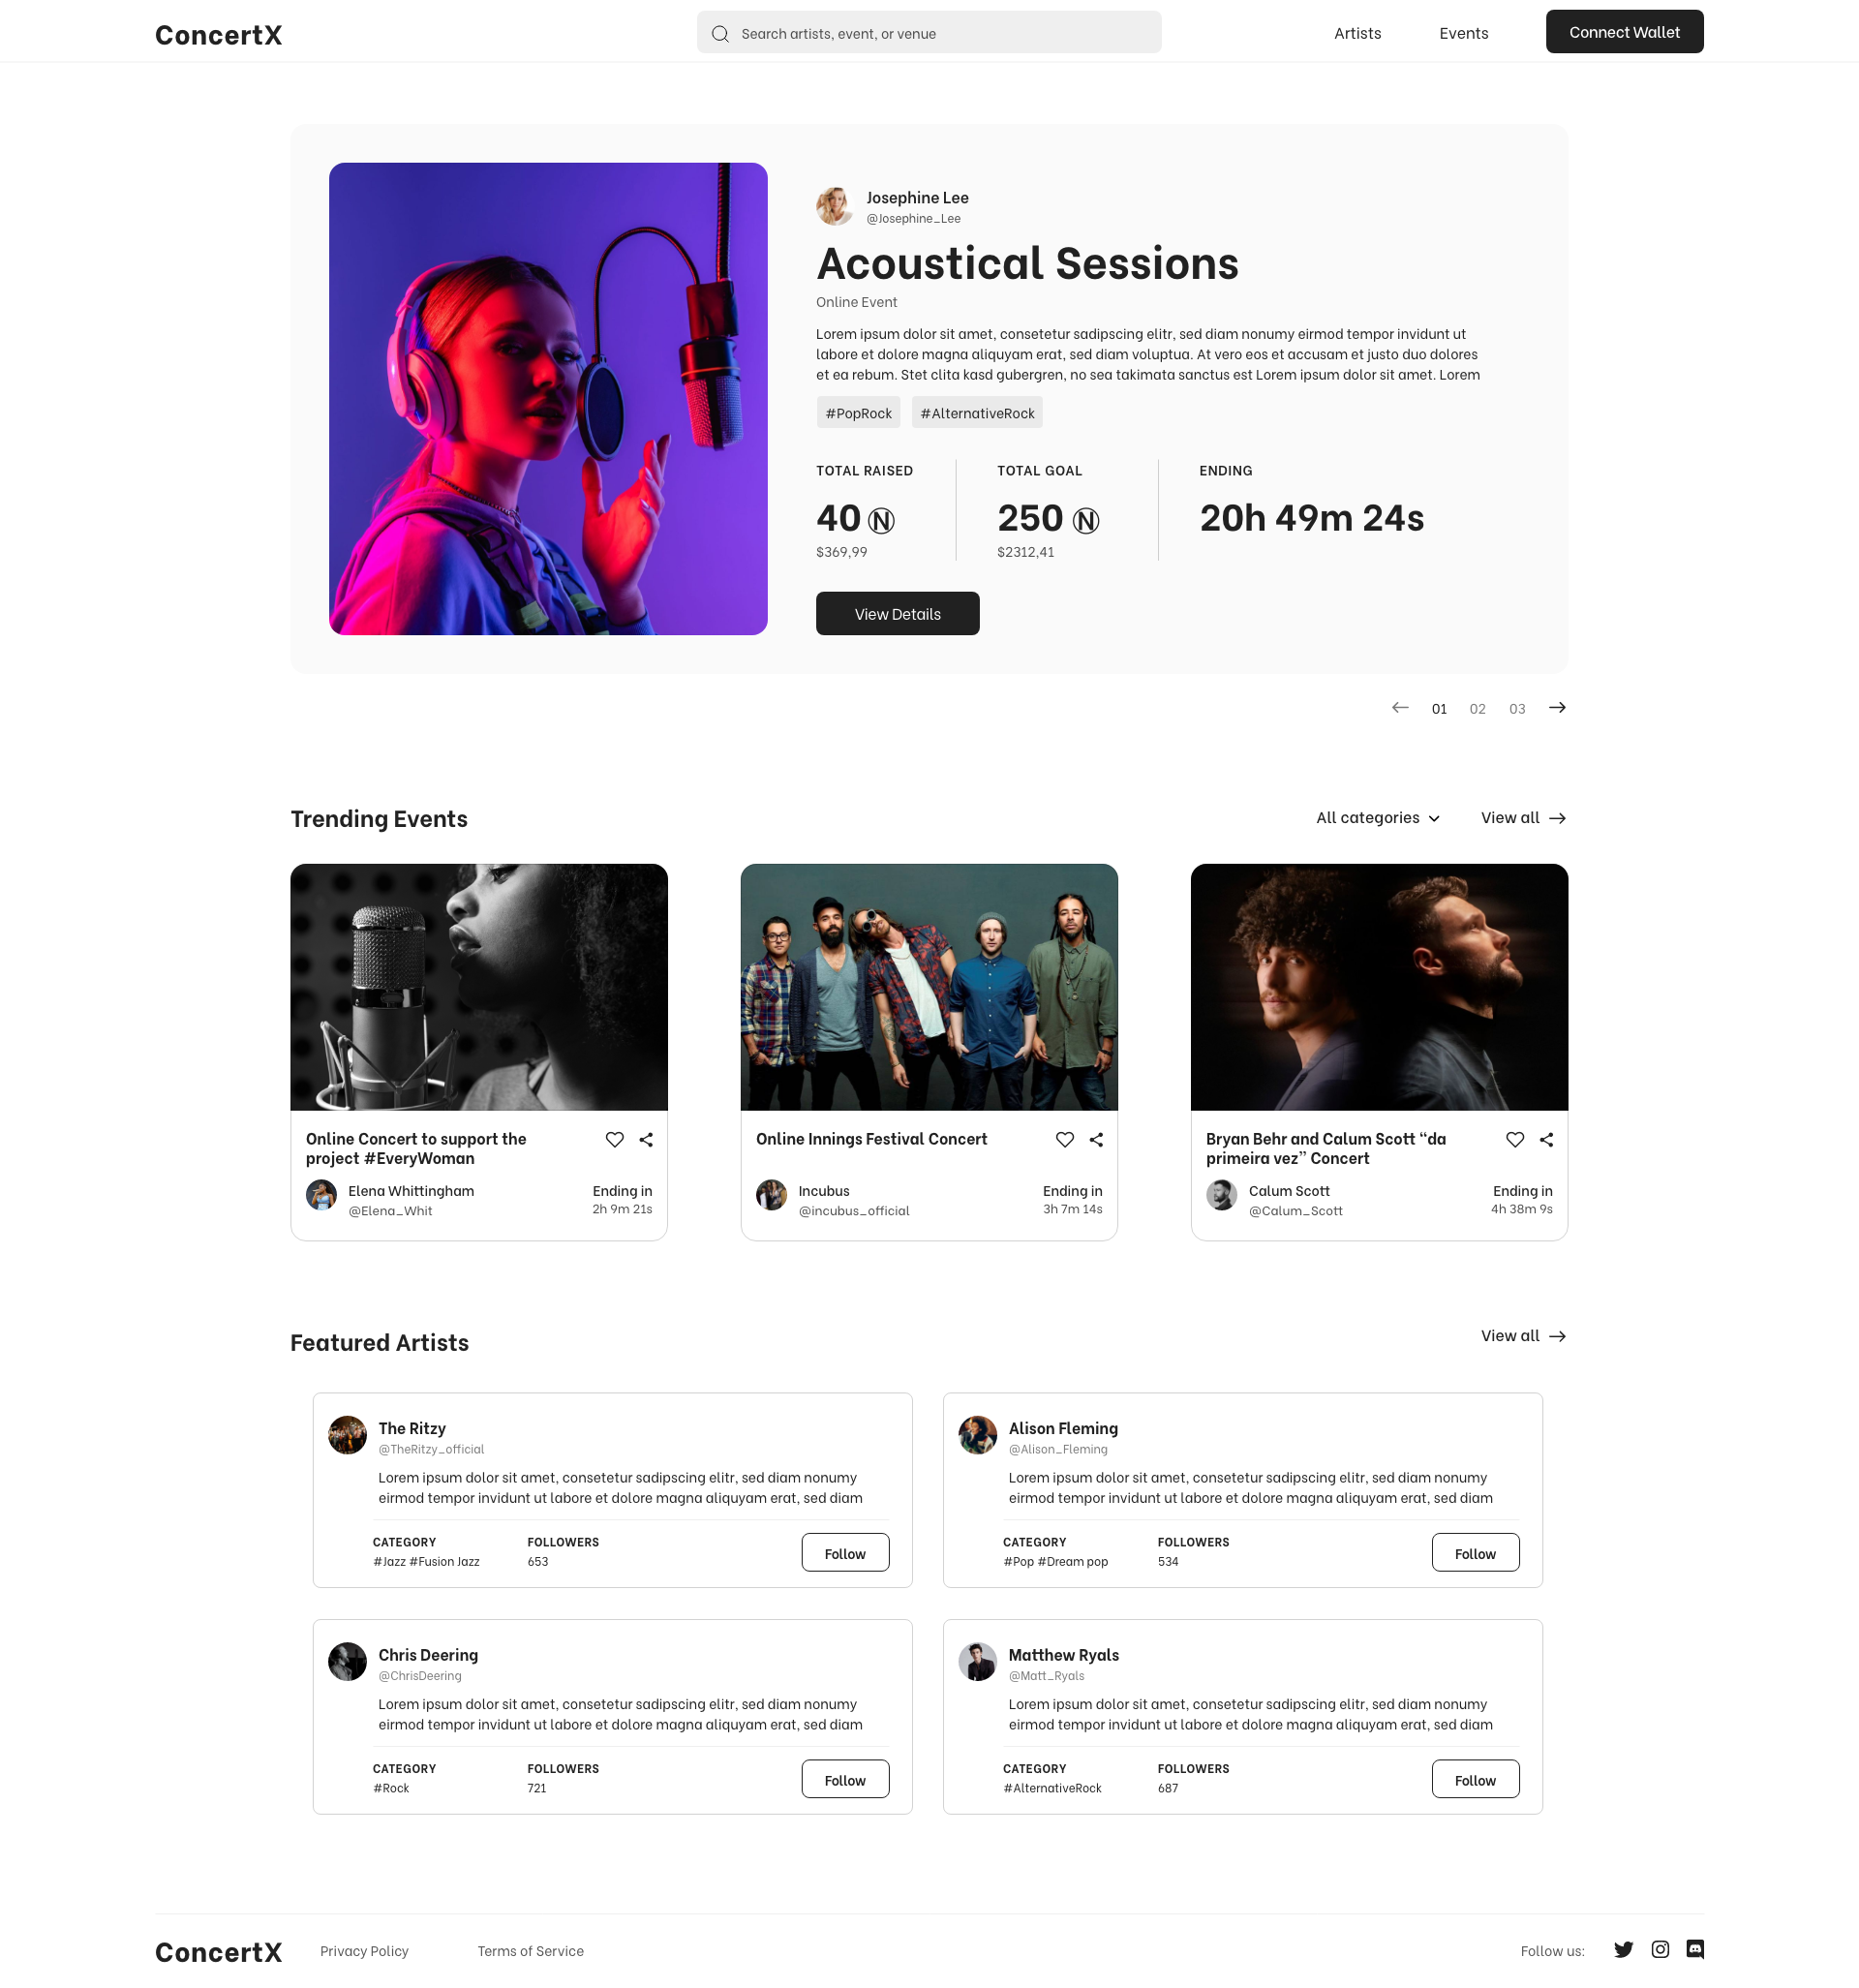 ConcertX
Search artists, event, or venue
Artists
Events
Connect Wallet
Josephine Lee
@Josephine_Lee
Acoustical Sessions
Online Event
Lorem ipsum dolor sit amet, consetetur sadipscing elitr, sed diam nonumy eirmod tempor invidunt ut
labore et dolore magna aliquyam erat, sed diam voluptua. At vero eos et accusam et justo duo dolores
et ea rebum. Stet clita kasd gubergren, no sea takimata sanctus est Lorem ipsum dolor sit amet. Lorem
#PopRock
#AlternativeRock
TOTAL RAISED
40 Ⓝ
$369,99
TOTAL GOAL
250 Ⓝ
$2312,41
ENDING
20h 49m 24s
View Details
01
02
03
Trending Events
All categories
View all
Online Concert to support the
project #EveryWoman
Elena Whittingham
@Elena_Whit
Ending in
2h 9m 21s
Online Innings Festival Concert
Incubus
@incubus_official
Ending in
3h 7m 14s
Bryan Behr and Calum Scott “da
primeira vez” Concert
Calum Scott
@Calum_Scott
Ending in
4h 38m 9s
Featured Artists
View all
The Ritzy
@TheRitzy_official
Lorem ipsum dolor sit amet, consetetur sadipscing elitr, sed diam nonumy
eirmod tempor invidunt ut labore et dolore magna aliquyam erat, sed diam
CATEGORY
#Jazz #Fusion Jazz
FOLLOWERS
653
Follow
Alison Fleming
@Alison_Fleming
Lorem ipsum dolor sit amet, consetetur sadipscing elitr, sed diam nonumy
eirmod tempor invidunt ut labore et dolore magna aliquyam erat, sed diam
CATEGORY
#Pop #Dream pop
FOLLOWERS
534
Follow
Chris Deering
@ChrisDeering
Lorem ipsum dolor sit amet, consetetur sadipscing elitr, sed diam nonumy
eirmod tempor invidunt ut labore et dolore magna aliquyam erat, sed diam
CATEGORY
#Rock
FOLLOWERS
721
Follow
Matthew Ryals
@Matt_Ryals
Lorem ipsum dolor sit amet, consetetur sadipscing elitr, sed diam nonumy
eirmod tempor invidunt ut labore et dolore magna aliquyam erat, sed diam
CATEGORY
#AlternativeRock
FOLLOWERS
687
Follow
ConcertX
Privacy Policy
Terms of Service
Follow us: